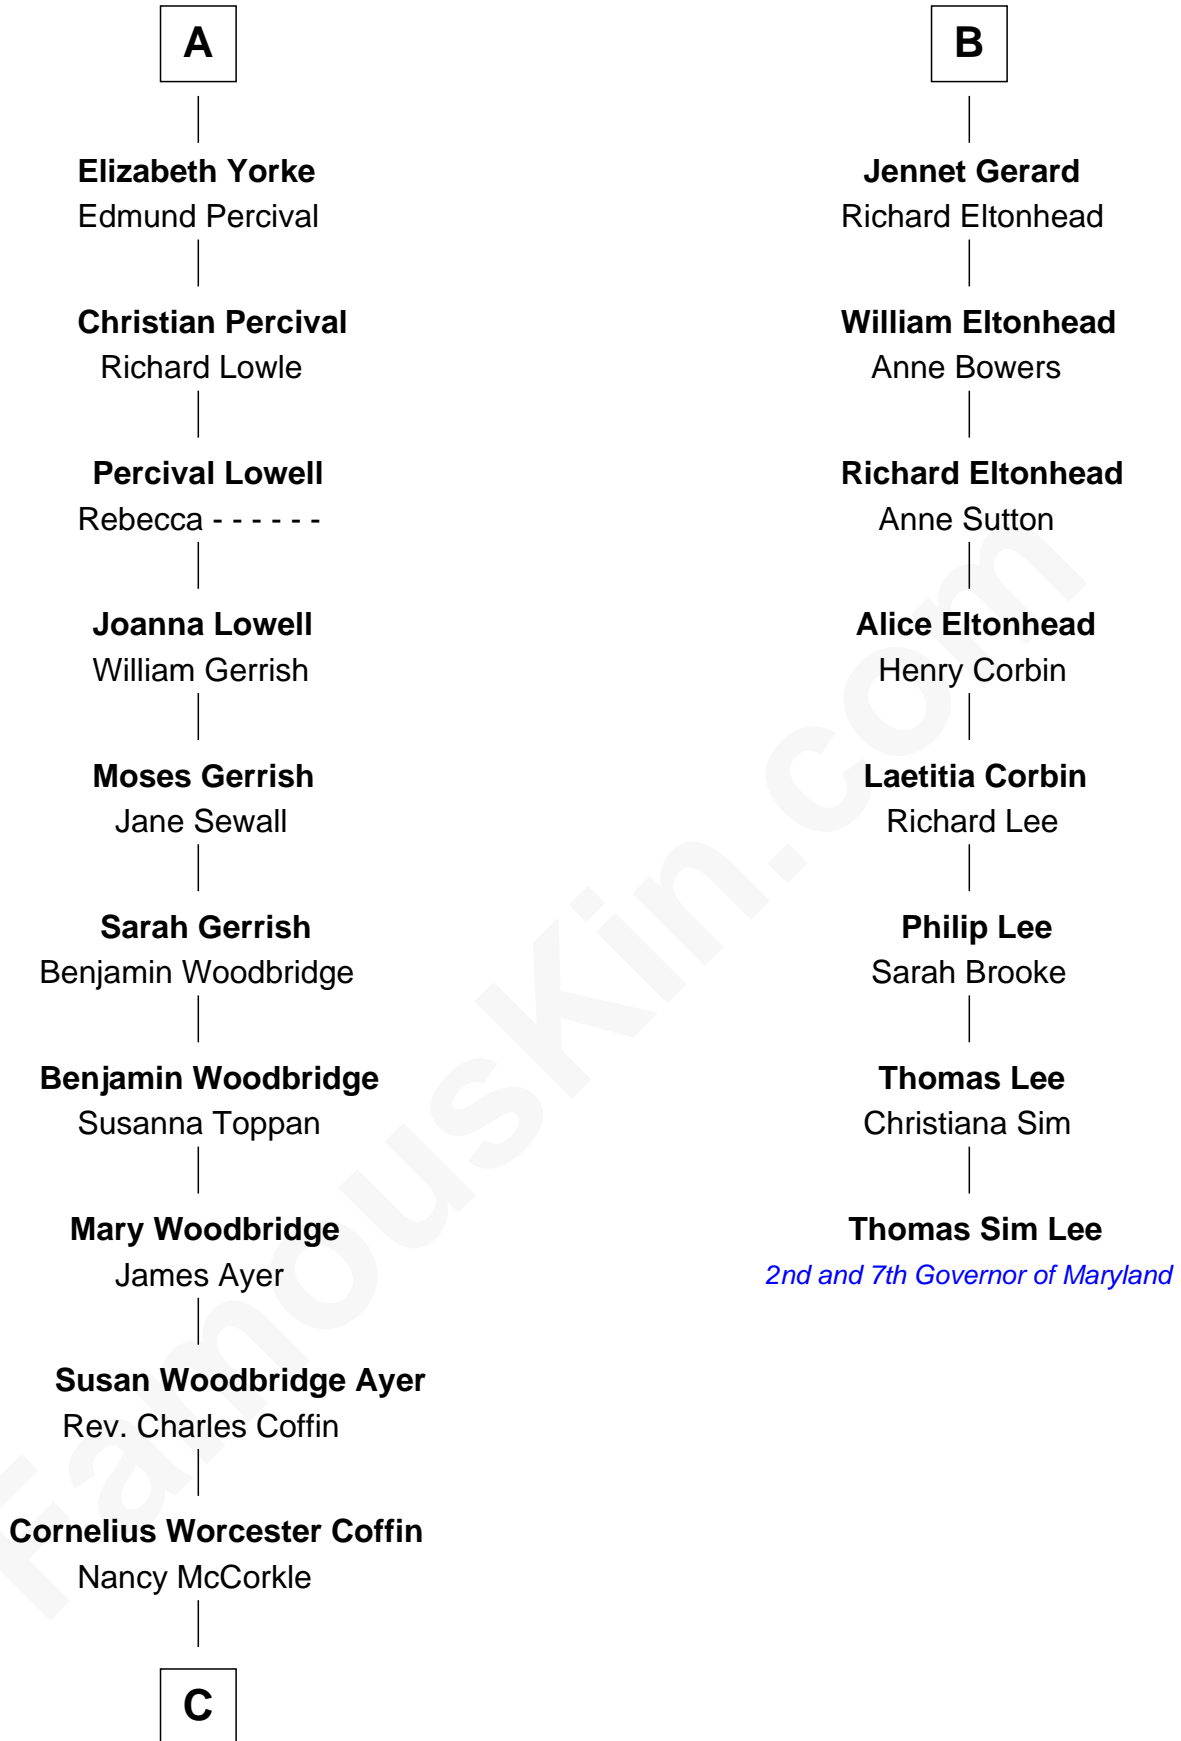 A
Elizabeth Yorke
Edmund Percival
Christian Percival
Richard Lowle
Percival Lowell
Rebecca - - - - - -
Joanna Lowell
William Gerrish
Moses Gerrish
Jane Sewall
Sarah Gerrish
Benjamin Woodbridge
Benjamin Woodbridge
Susanna Toppan
Mary Woodbridge
James Ayer
Susan Woodbridge Ayer
Rev. Charles Coffin
Cornelius Worcester Coffin
Nancy McCorkle
C
B
Jennet Gerard
Richard Eltonhead
William Eltonhead
Anne Bowers
Richard Eltonhead
Anne Sutton
Alice Eltonhead
Henry Corbin
Laetitia Corbin
Richard Lee
Philip Lee
Sarah Brooke
Thomas Lee
Christiana Sim
Thomas Sim Lee
2nd and 7th Governor of Maryland
FamousKin.com